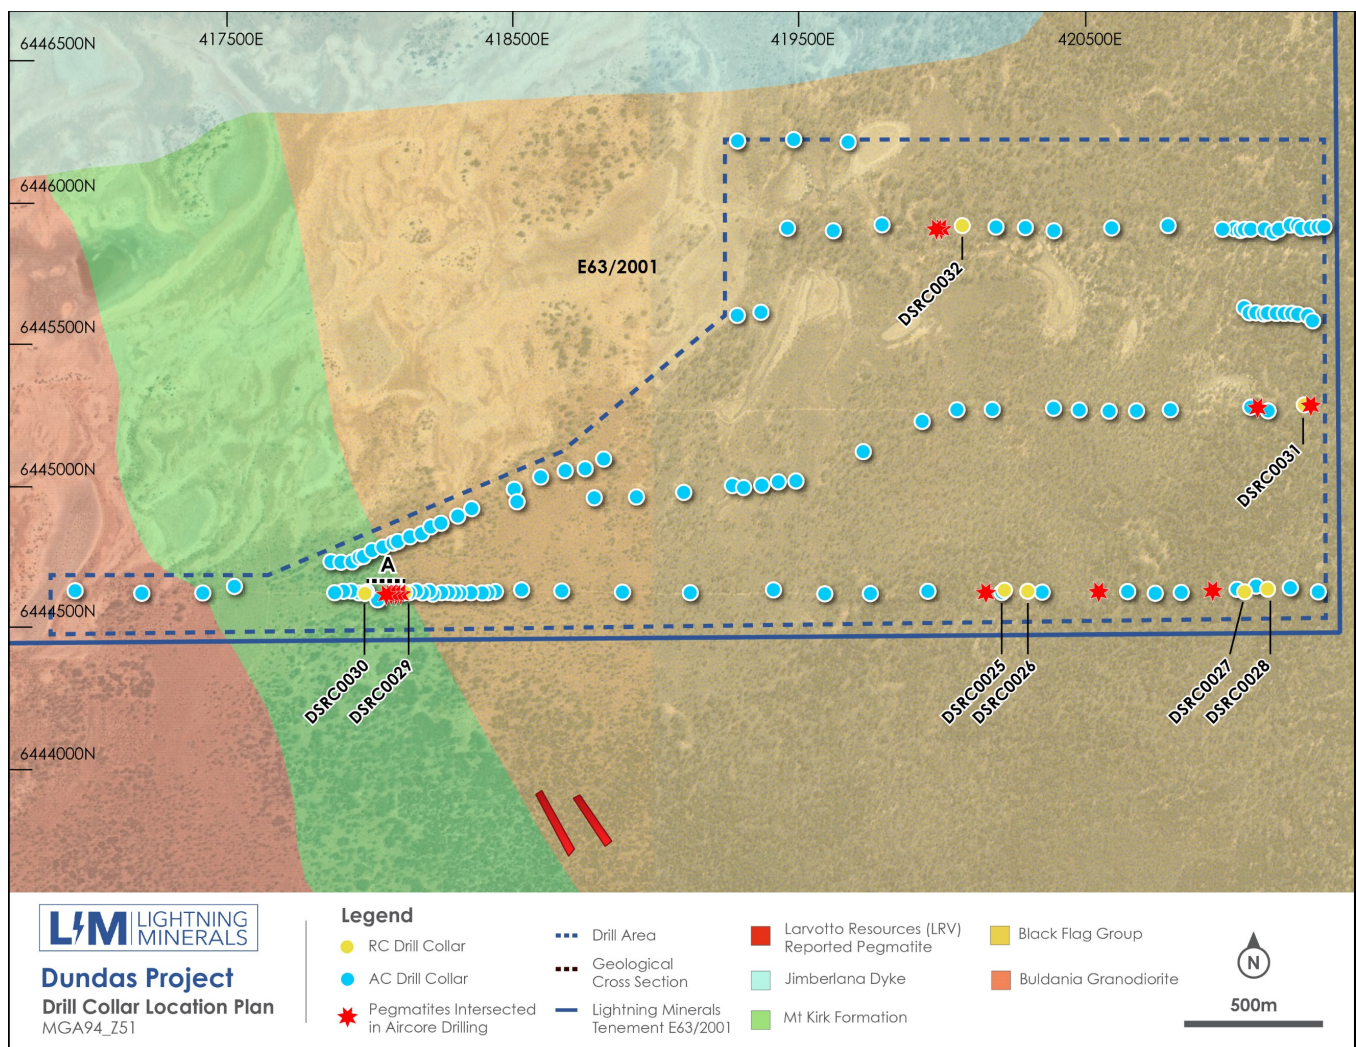 417500E
418500E
419500E
420500E
6446500N
6446000N
E63/2001
DSRC0032
6445500N
6445000N
DSRC0031
A
6444500N
DSRC0030
DSRC0029
DSRC0025
DSRC0026
DSRC0027
DSRC0028
6444000N
LM LIGHTNING
MINERALS
Dundas Project
Drill Collar Location Plan
MGA94_Z51
Legend
RC Drill Collar
AC Drill Collar
Pegmatites Intersected
in Aircore Drilling
Drill Area
Geological
Cross Section
Lightning Minerals
Tenement E63/2001
Larvotto Resources (LRV)
Reported Pegmatite
Jimberlana Dyke
Mt Kirk Formation
Black Flag Group
Buldania Granodiorite
N
500m